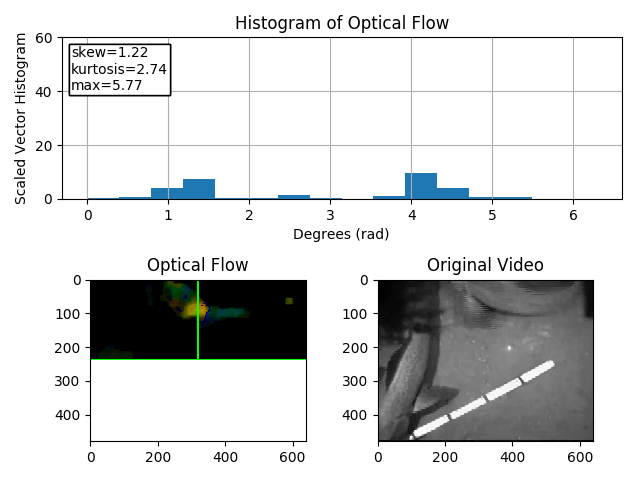 Histogram of Optical Flow
skew=1.22
kurtosis=2.74
max=5.77
Scaled Vector Histogram
60
40
20
0
0 1 2 3 4 5 6
Degrees (rad)
Optical Flow
0
100
200
300
400
0 200 400 600
Original Video
0
100
200
300
400
0 200 400 600